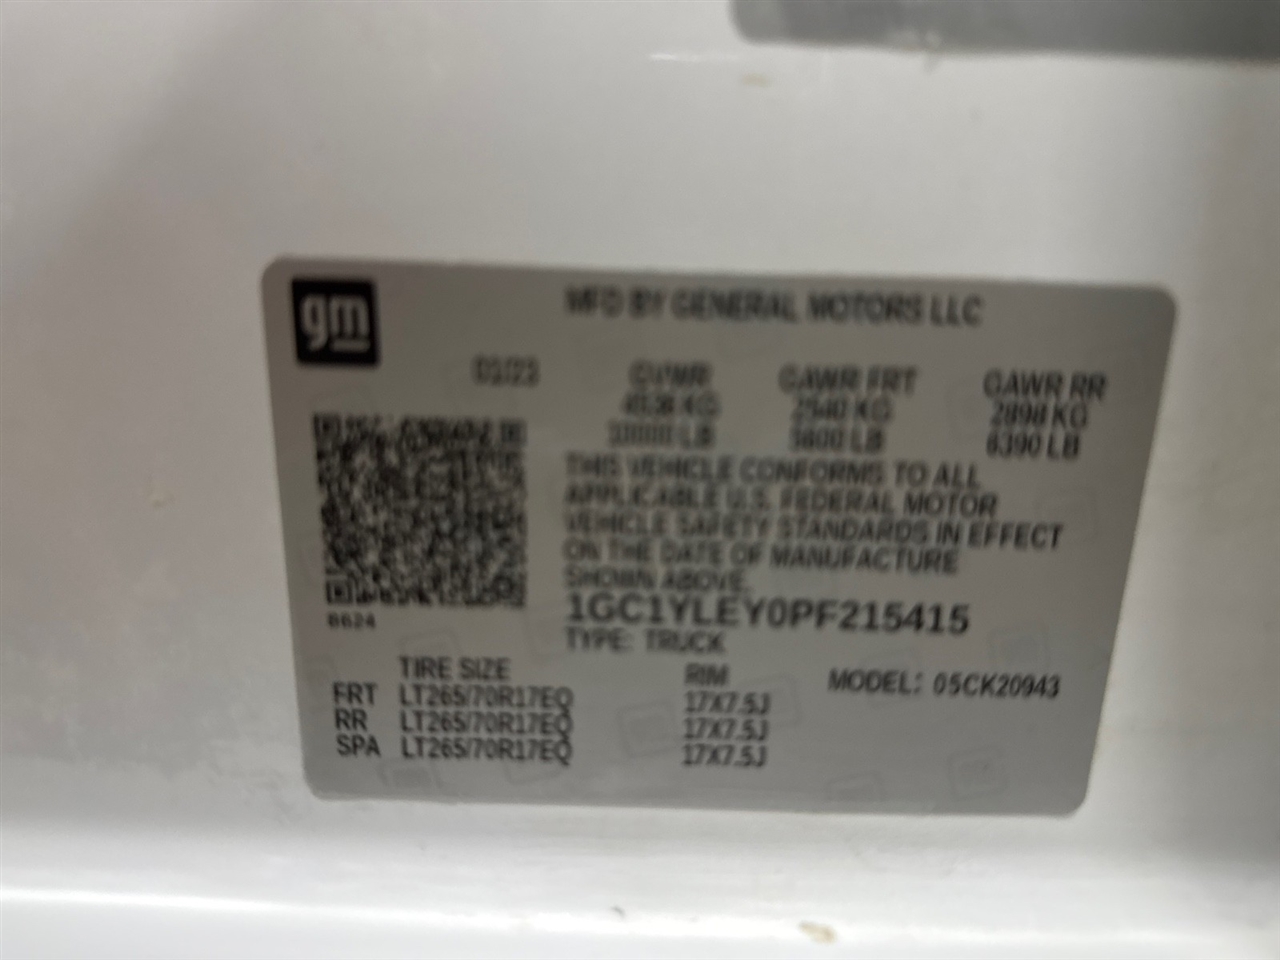 gm
MFD BY GENERAL MOTORS LLC
GVWR GAWR FRT GAWR RR
KG 2540 KG 2898 KG
LB LB 6390 LB
THIS VEHICLE CONFORMS TO ALL
APPLICABLE U.S. FEDERAL MOTOR
VEHICLE SAFETY STANDARDS IN EFFECT
ON THE DATE OF MANUFACTURE
SHOWN ABOVE.
1GC1YLEY0PF215415
TYPE: TRUCK
TIRE SIZE RIM MODEL: 05CK20943
FRT LT265/70R17EQ 17X7.5J
RR LT265/70R17EQ 17X7.5J
SPA LT265/70R17EQ 17X7.5J